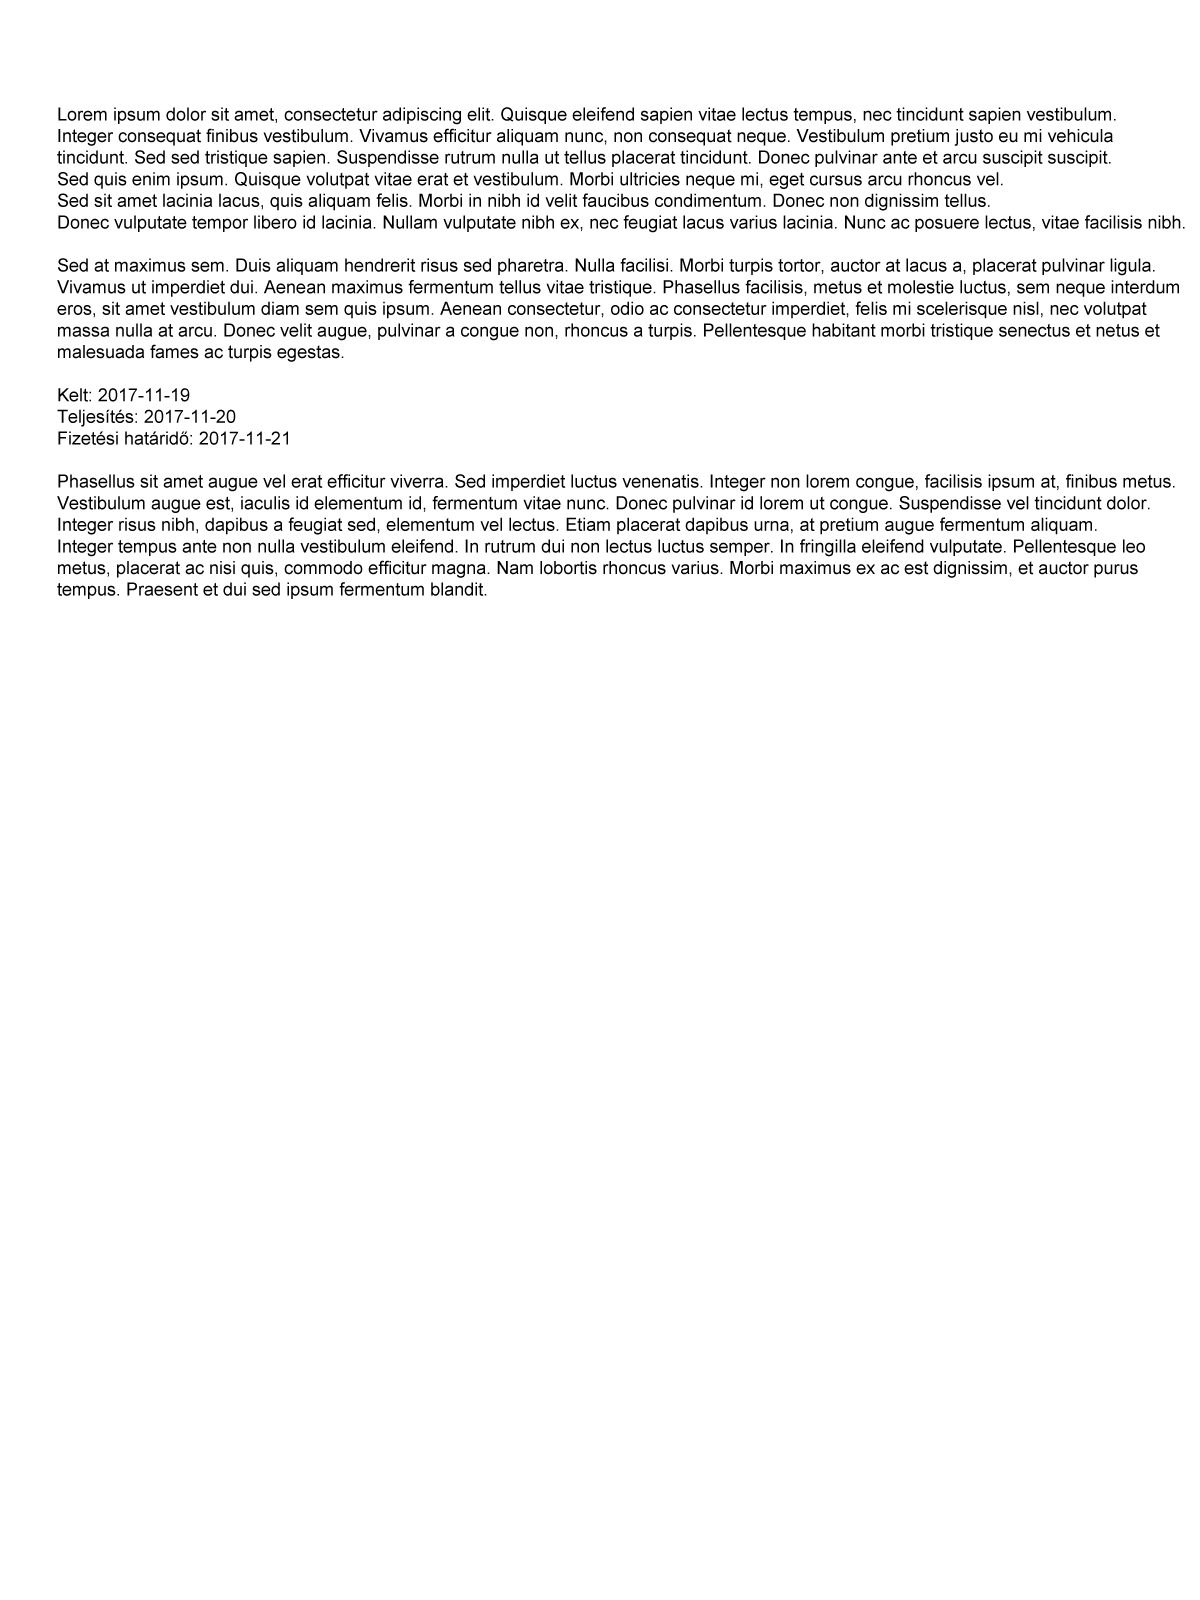 Lorem ipsum dolor sit amet, consectetur adipiscing elit. Quisque eleifend sapien vitae lectus tempus, nec tincidunt sapien vestibulum.
Integer consequat finibus vestibulum. Vivamus efficitur aliquam nunc, non consequat neque. Vestibulum pretium justo eu mi vehicula
tincidunt. Sed sed tristique sapien. Suspendisse rutrum nulla ut tellus placerat tincidunt. Donec pulvinar ante et arcu suscipit suscipit.
Sed quis enim ipsum. Quisque volutpat vitae erat et vestibulum. Morbi ultricies neque mi, eget cursus arcu rhoncus vel.
Sed sit amet lacinia lacus, quis aliquam felis. Morbi in nibh id velit faucibus condimentum. Donec non dignissim tellus.
Donec vulputate tempor libero id lacinia. Nullam vulputate nibh ex, nec feugiat lacus varius lacinia. Nunc ac posuere lectus, vitae facilisis nibh.
Sed at maximus sem. Duis aliquam hendrerit risus sed pharetra. Nulla facilisi. Morbi turpis tortor, auctor at lacus a, placerat pulvinar ligula.
Vivamus ut imperdiet dui. Aenean maximus fermentum tellus vitae tristique. Phasellus facilisis, metus et molestie luctus, sem neque interdum
eros, sit amet vestibulum diam sem quis ipsum. Aenean consectetur, odio ac consectetur imperdiet, felis mi scelerisque nisl, nec volutpat
massa nulla at arcu. Donec velit augue, pulvinar a congue non, rhoncus a turpis. Pellentesque habitant morbi tristique senectus et netus et
malesuada fames ac turpis egestas.
Kelt: 2017-11-19
Teljesítés: 2017-11-20
Fizetési határidő: 2017-11-21
Phasellus sit amet augue vel erat efficitur viverra. Sed imperdiet luctus venenatis. Integer non lorem congue, facilisis ipsum at, finibus metus.
Vestibulum augue est, iaculis id elementum id, fermentum vitae nunc. Donec pulvinar id lorem ut congue. Suspendisse vel tincidunt dolor.
Integer risus nibh, dapibus a feugiat sed, elementum vel lectus. Etiam placerat dapibus urna, at pretium augue fermentum aliquam.
Integer tempus ante non nulla vestibulum eleifend. In rutrum dui non lectus luctus semper. In fringilla eleifend vulputate. Pellentesque leo
metus, placerat ac nisi quis, commodo efficitur magna. Nam lobortis rhoncus varius. Morbi maximus ex ac est dignissim, et auctor purus
tempus. Praesent et dui sed ipsum fermentum blandit.